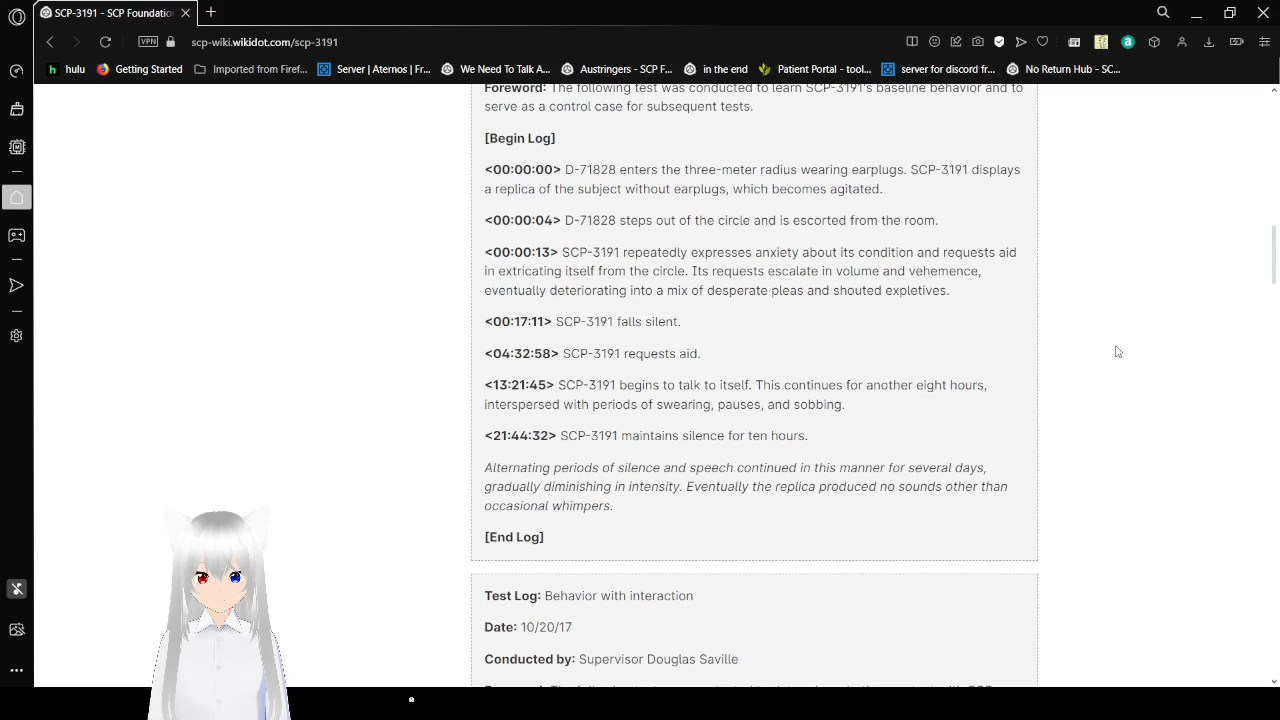 SCP-3191 - SCP Foundatio
scp-wiki.wikidot.com/scp-3191
VPN
hulu
Getting Started
Imported from Firef...
Server | Aternos | Fr...
We Need To Talk A...
Austringers - SCP F...
in the end
Patient Portal - tool...
server for discord fr...
No Return Hub - SC...
Foreword: The following test was conducted to learn SCP-3191's baseline behavior and to
serve as a control case for subsequent tests.
[Begin Log]
<00:00:00> D-71828 enters the three-meter radius wearing earplugs. SCP-3191 displays
a replica of the subject without earplugs, which becomes agitated.
<00:00:04> D-71828 steps out of the circle and is escorted from the room.
<00:00:13> SCP-3191 repeatedly expresses anxiety about its condition and requests aid
in extricating itself from the circle. Its requests escalate in volume and vehemence,
eventually deteriorating into a mix of desperate pleas and shouted expletives.
<00:17:11> SCP-3191 falls silent.
<04:32:58> SCP-3191 requests aid.
<13:21:45> SCP-3191 begins to talk to itself. This continues for another eight hours,
interspersed with periods of swearing, pauses, and sobbing.
<21:44:32> SCP-3191 maintains silence for ten hours.
Alternating periods of silence and speech continued in this manner for several days,
gradually diminishing in intensity. Eventually the replica produced no sounds other than
occasional whimpers.
[End Log]
Test Log: Behavior with interaction
Date: 10/20/17
Conducted by: Supervisor Douglas Saville